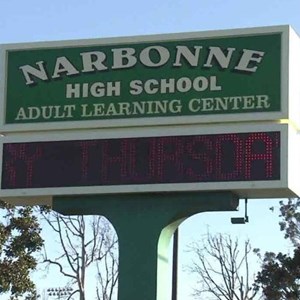 NARBONNE
HIGH SCHOOL
ADULT LEARNING CENTER
Y THURSDA